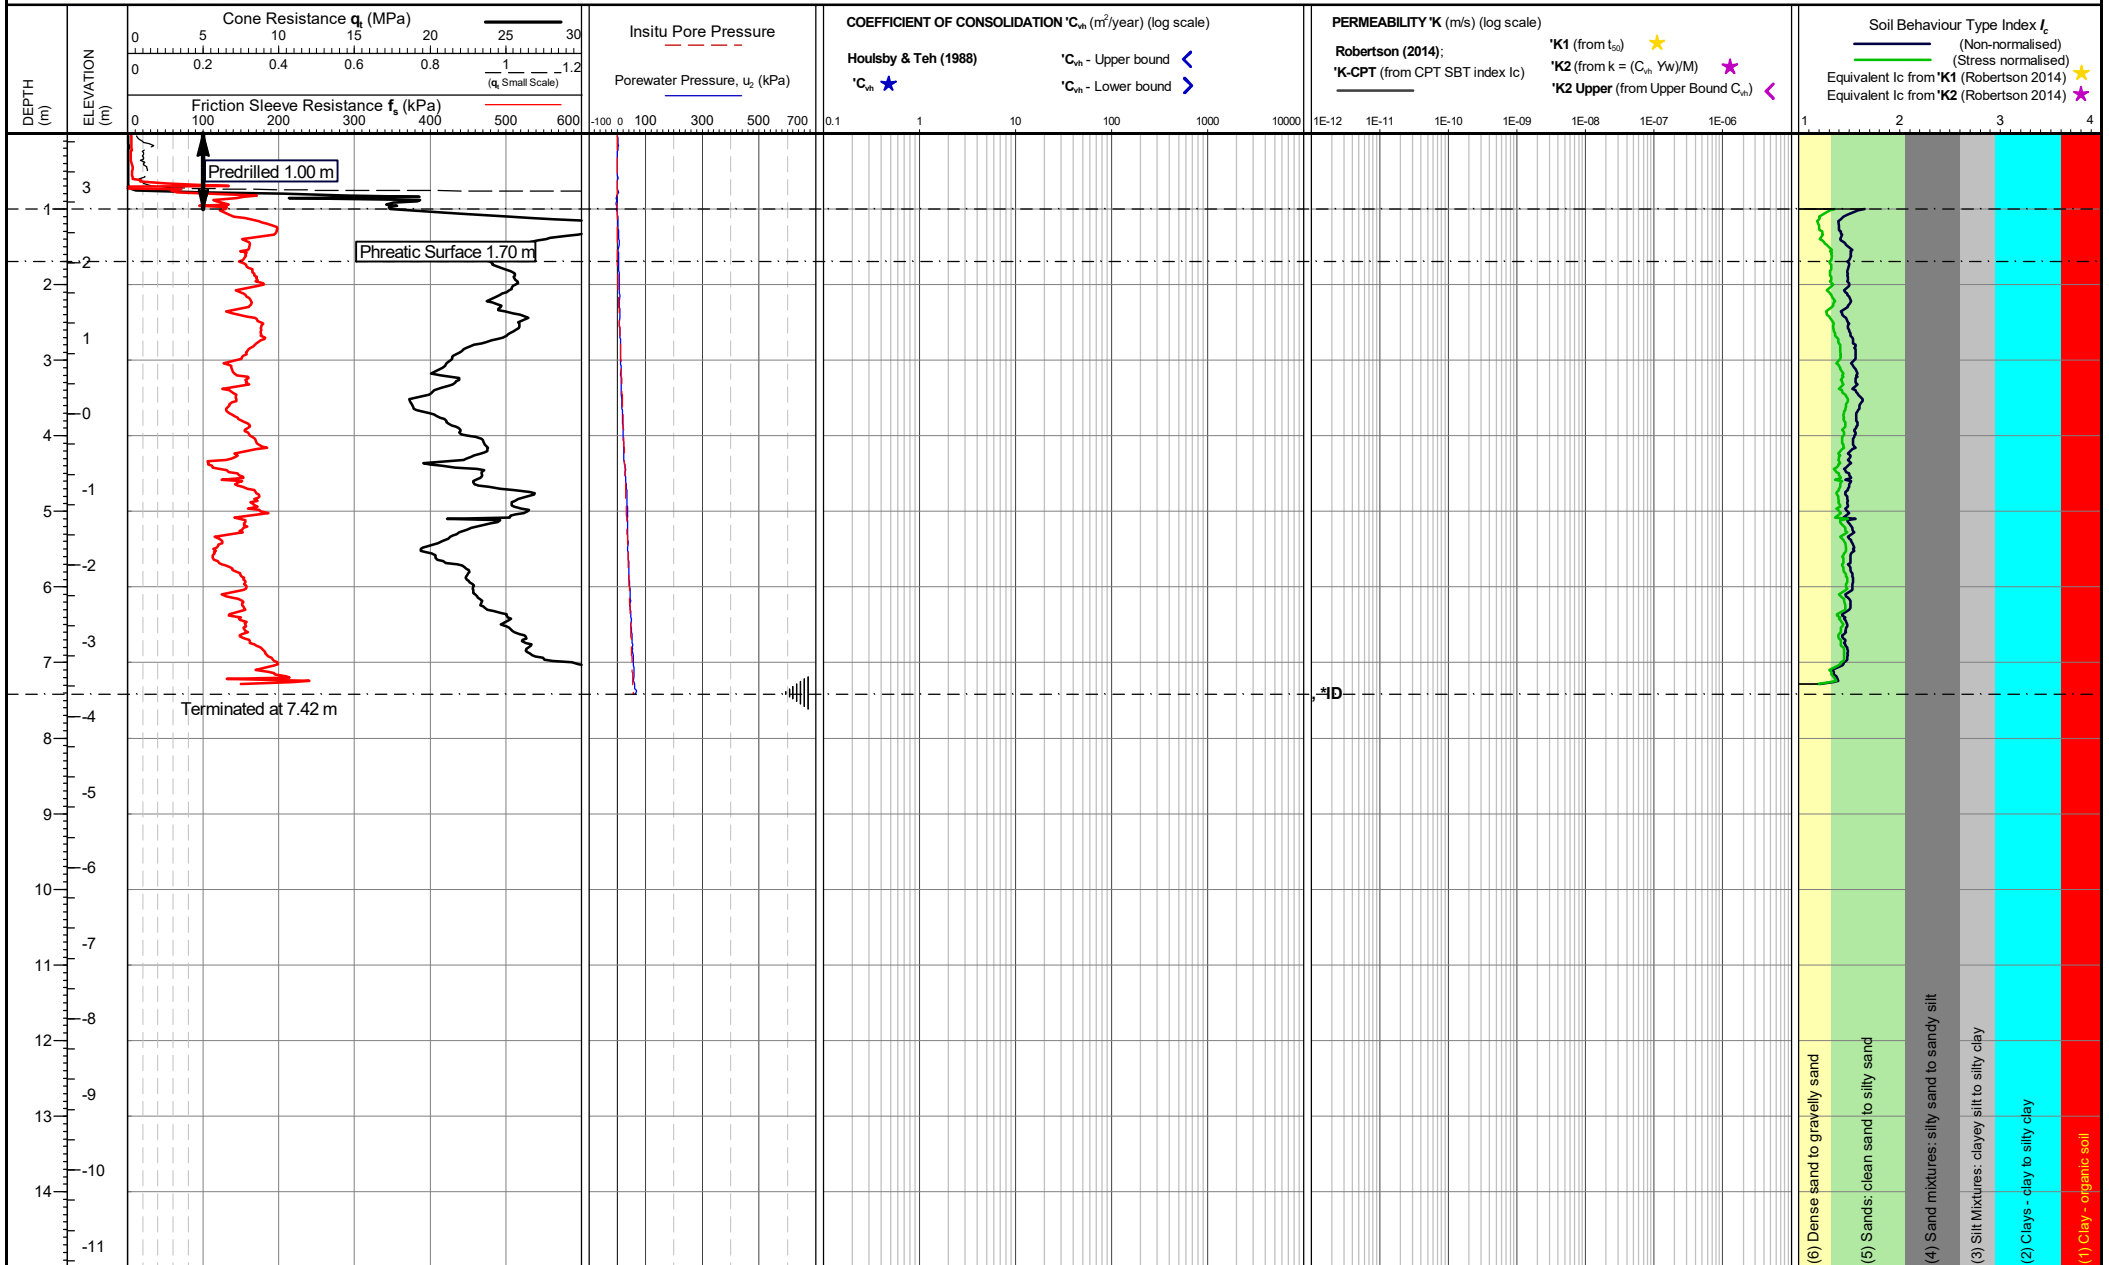 DEPTH
(m)
ELEVATION
(m)
Cone Resistance qt (MPa)
0 5 10 15 20 25 30
0 0.2 0.4 0.6 0.8 1 1.2
(qt Small Scale)
Friction Sleeve Resistance fs (kPa)
0 100 200 300 400 500 600
Insitu Pore Pressure
Porewater Pressure, u2 (kPa)
-100 0 100 300 500 700
COEFFICIENT OF CONSOLIDATION 'Cvh (m2/year) (log scale)
Houlsby & Teh (1988)
'Cvh - Upper bound
'Cvh
'Cvh - Lower bound
0.1 1 10 100 1000 10000
PERMEABILITY 'K (m/s) (log scale)
Robertson (2014);
'K-CPT (from CPT SBT index Ic)
'K1 (from t50)
'K2 (from k = (Cvh Yw)/M)
'K2 Upper (from Upper Bound Cvh)
1E-12 1E-11 1E-10 1E-09 1E-08 1E-07 1E-06
Soil Behaviour Type Index Ic
(Non-normalised)
(Stress normalised)
Equivalent Ic from 'K1 (Robertson 2014)
Equivalent Ic from 'K2 (Robertson 2014)
1 2 3 4
Predrilled 1.00 m
3
1
Phreatic Surface 1.70 m
2
2
1
3
0
4
-1
5
-2
6
-3
7
, *ID
Terminated at 7.42 m
-4
8
-5
9
-6
10
-7
11
-8
12
-9
13
-10
14
-11
(6) Dense sand to gravelly sand
(5) Sands: clean sand to silty sand
(4) Sand mixtures: silty sand to sandy silt
(3) Silt Mixtures: clayey silt to silty clay
(2) Clays - clay to silty clay
(1) Clay - organic soil